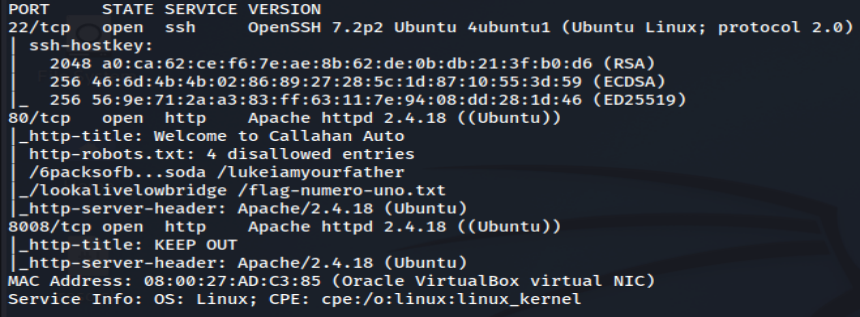 PORT     STATE SERVICE VERSION
22/tcp   open  ssh     OpenSSH 7.2p2 Ubuntu 4ubuntu1 (Ubuntu Linux; protocol 2.0)
| ssh-hostkey:
|   2048 a0:ca:62:ce:f6:7e:ae:8b:62:de:0b:db:21:3f:b0:d6 (RSA)
|   256 46:6d:4b:4b:02:86:89:27:28:5c:1d:87:10:55:3d:59 (ECDSA)
|_  256 56:9e:71:2a:a3:83:ff:63:11:7e:94:08:dd:28:1d:46 (ED25519)
80/tcp   open  http    Apache httpd 2.4.18 ((Ubuntu))
|_http-title: Welcome to Callahan Auto
| http-robots.txt: 4 disallowed entries
| /6packsofb...soda /lukeiamyourfather
|_/lookalivelowbridge /flag-numero-uno.txt
|_http-server-header: Apache/2.4.18 (Ubuntu)
8008/tcp open  http    Apache httpd 2.4.18 ((Ubuntu))
|_http-title: KEEP OUT
|_http-server-header: Apache/2.4.18 (Ubuntu)
MAC Address: 08:00:27:AD:C3:85 (Oracle VirtualBox virtual NIC)
Service Info: OS: Linux; CPE: cpe:/o:linux:linux_kernel